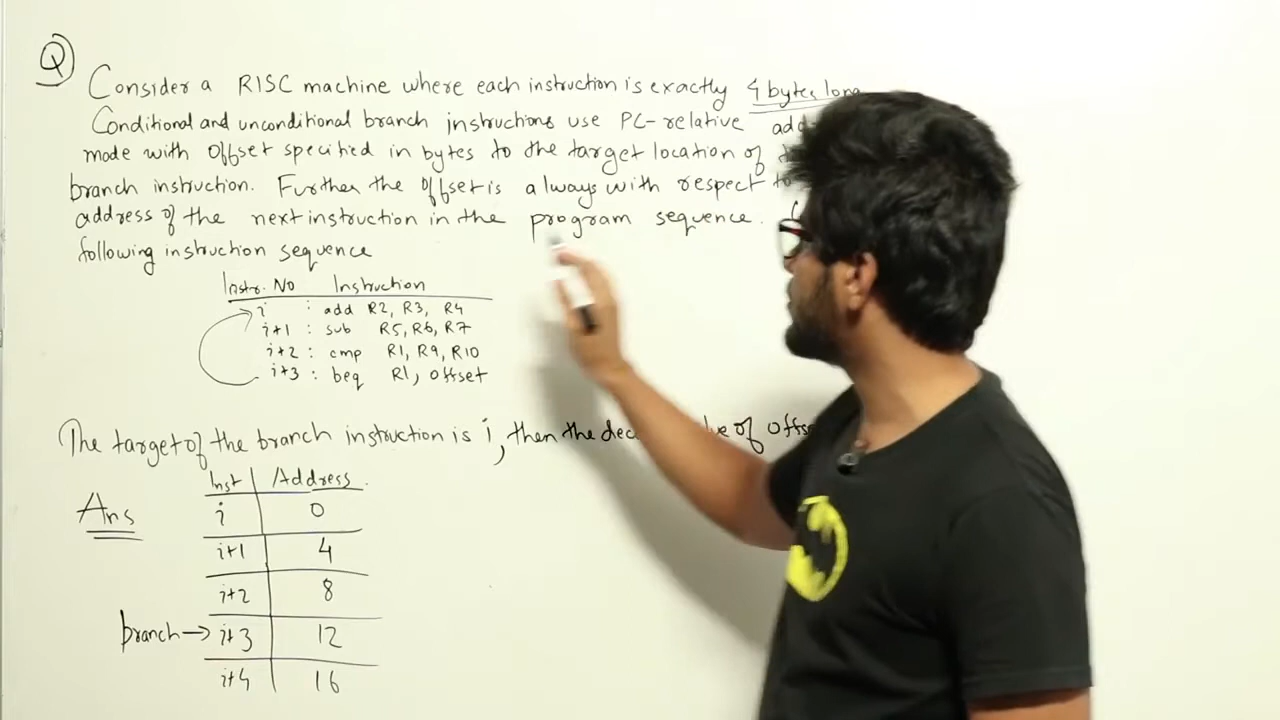 Q
Consider a RISC machine where each instruction is exactly 4 bytes long
Conditional and unconditional branch instructions use PC-relative
mode with offset specified in bytes to the target location of
branch instruction. Further the offset is always with respect to
address of the next instruction in the program sequence.
following instruction sequence
Instr. No Instruction
i : add R2, R3, R4
i+1 : sub R5, R6, R7
i+2 : cmp R1, R9, R10
i+3 : beq R1, offset
The target of the branch instruction is i, then the of
Ans
Inst Address
i 0
i+1 4
i+2 8
branch → i+3 12
i+4 16